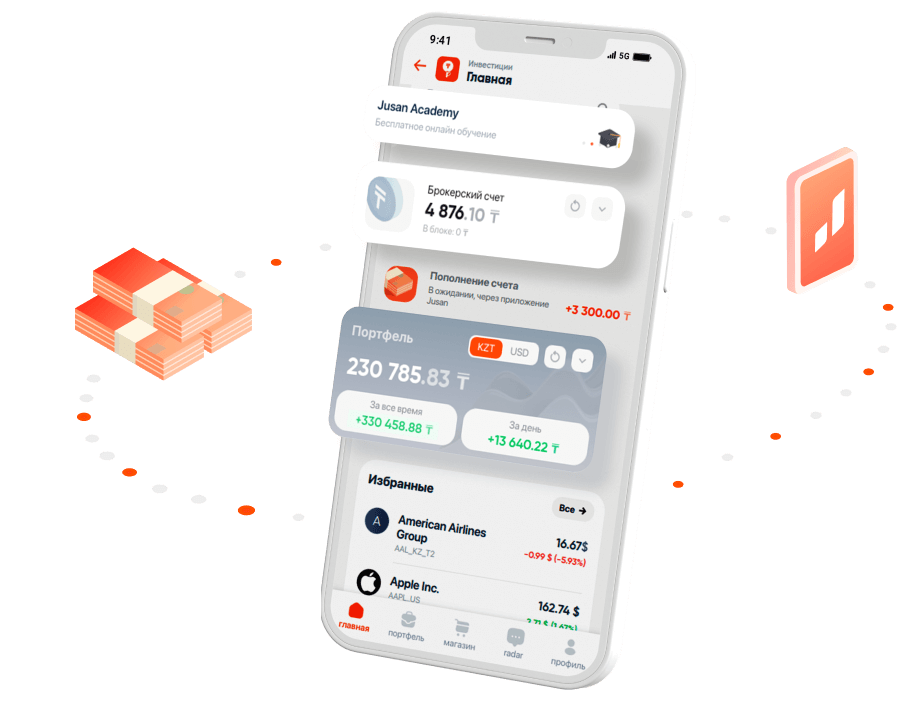 9:41
5G
Инвестиции
Главная
Jusan Academy
Бесплатное онлайн обучение
Брокерский счет
4 876.10 ₸
В блоке: 0 ₸
Пополнение счета
В ожидании, через приложение
Jusan
+3 300.00 ₸
Портфель
KZT
USD
230 785.83 ₸
За все время
+330 458.88 ₸
За день
+13 640.22 ₸
Избранные
Все →
American Airlines
Group
AAL_KZ_T2
16.67$
-0.99 $ (-5.93%)
Apple Inc.
AAPL.US
162.74 $
главная
портфель
магазин
radar
профиль